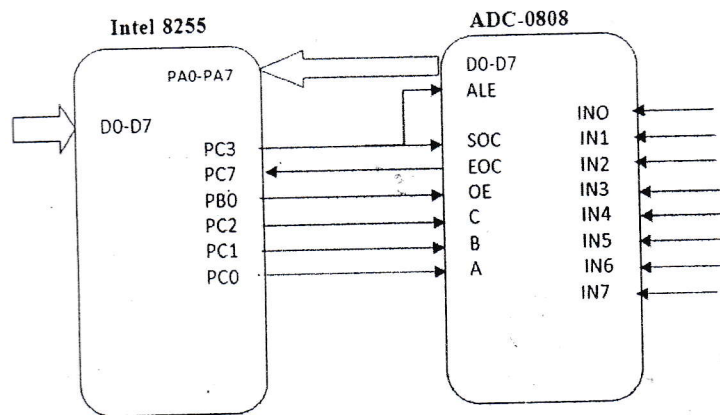 Intel 8255
ADC-0808
PA0-PA7
D0-D7
D0-D7
ALE
PC3
PC7
PB0
PC2
PC1
PC0
SOC
EOC
OE
C
B
A
INO
IN1
IN2
IN3
IN4
IN5
IN6
IN7